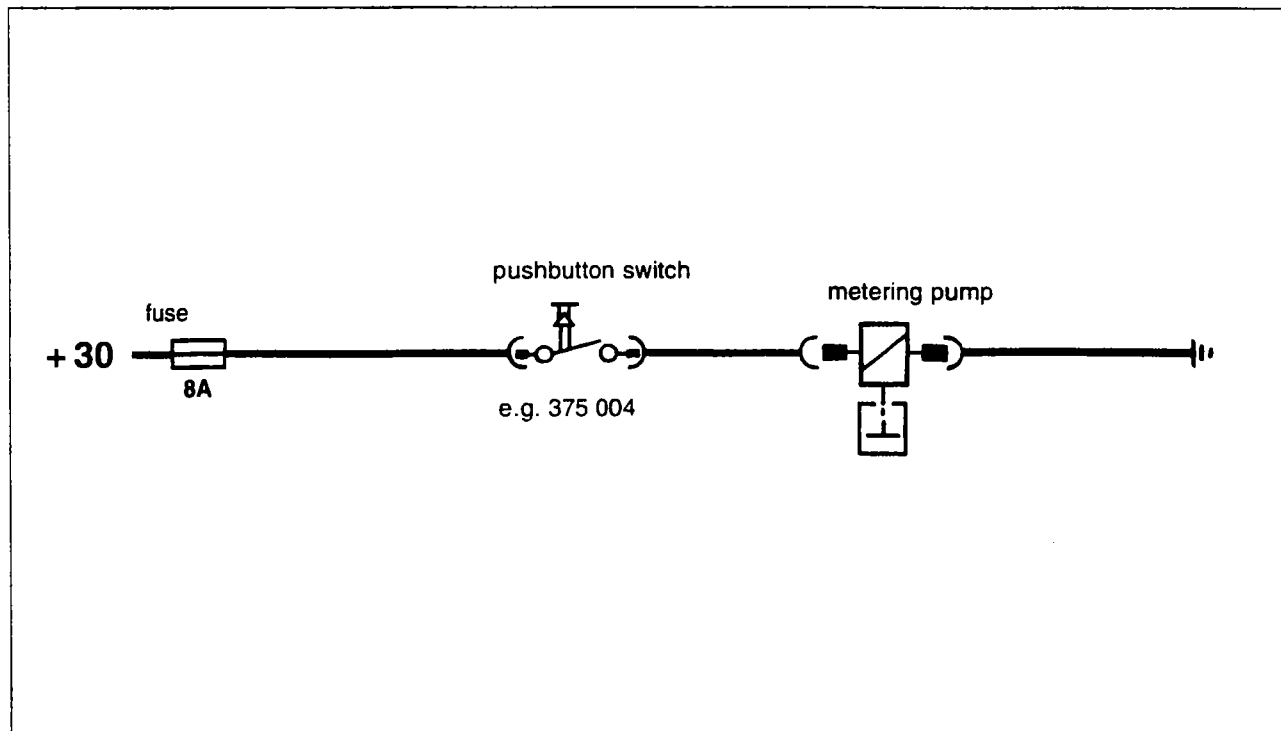 pushbutton switch
metering pump
fuse
+ 30
8A
e.g. 375 004